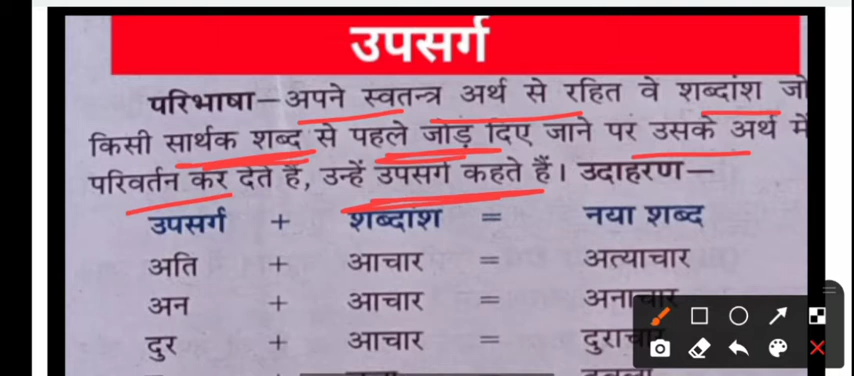 उपसर्ग
परिभाषा—अपने स्वतन्त्र अर्थ से रहित वे शब्दांश जो
किसी सार्थक शब्द से पहले जोड़ दिए जाने पर उसके अर्थ में
परिवर्तन कर देते हैं, उन्हें उपसर्ग कहते हैं। उदाहरण—
उपसर्ग + शब्दांश = नया शब्द
अति + आचार = अत्याचार
अन + आचार = अनाचार
दुर + आचार = दुराचार